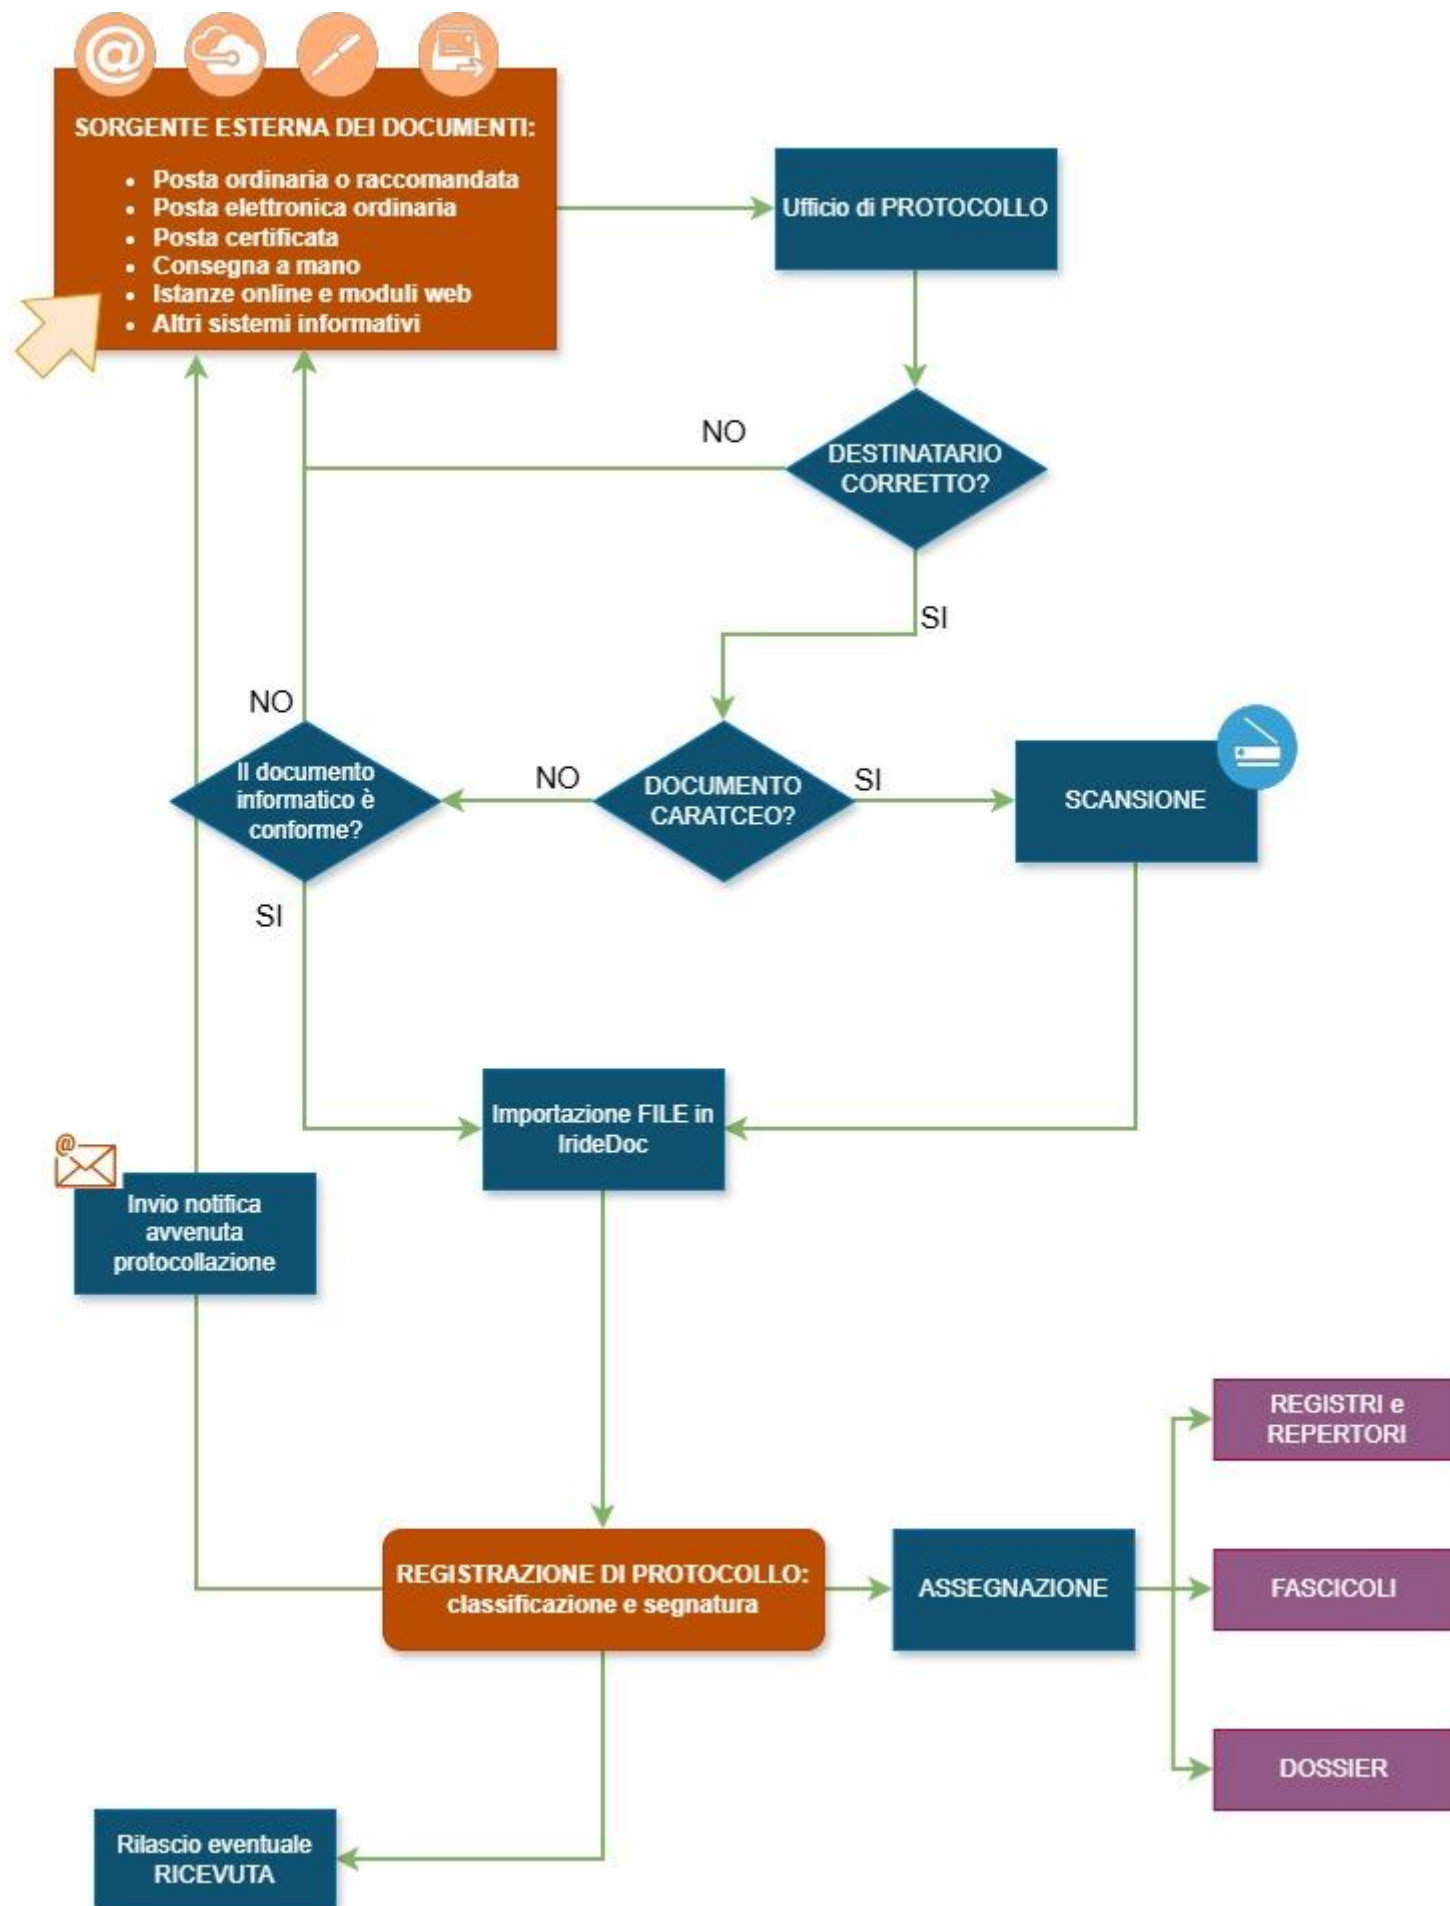 @
SORGENTE ESTERNA DEI DOCUMENTI:
• Posta ordinaria o raccomandata
• Posta elettronica ordinaria
• Posta certificata
• Consegna a mano
• Istanze online e moduli web
• Altri sistemi informativi
Ufficio di PROTOCOLLO
NO
DESTINATARIO
CORRETTO?
SI
NO
Il documento
informatico è
conforme?
NO
DOCUMENTO
CARATCEO?
SI
SCANSIONE
SI
Importazione FILE in
IrideDoc
@
Invio notifica
avvenuta
protocollazione
REGISTRI e
REPERTORI
REGISTRAZIONE DI PROTOCOLLO:
classificazione e segnatura
ASSEGNAZIONE
FASCICOLI
DOSSIER
Rilascio eventuale
RICEVUTA